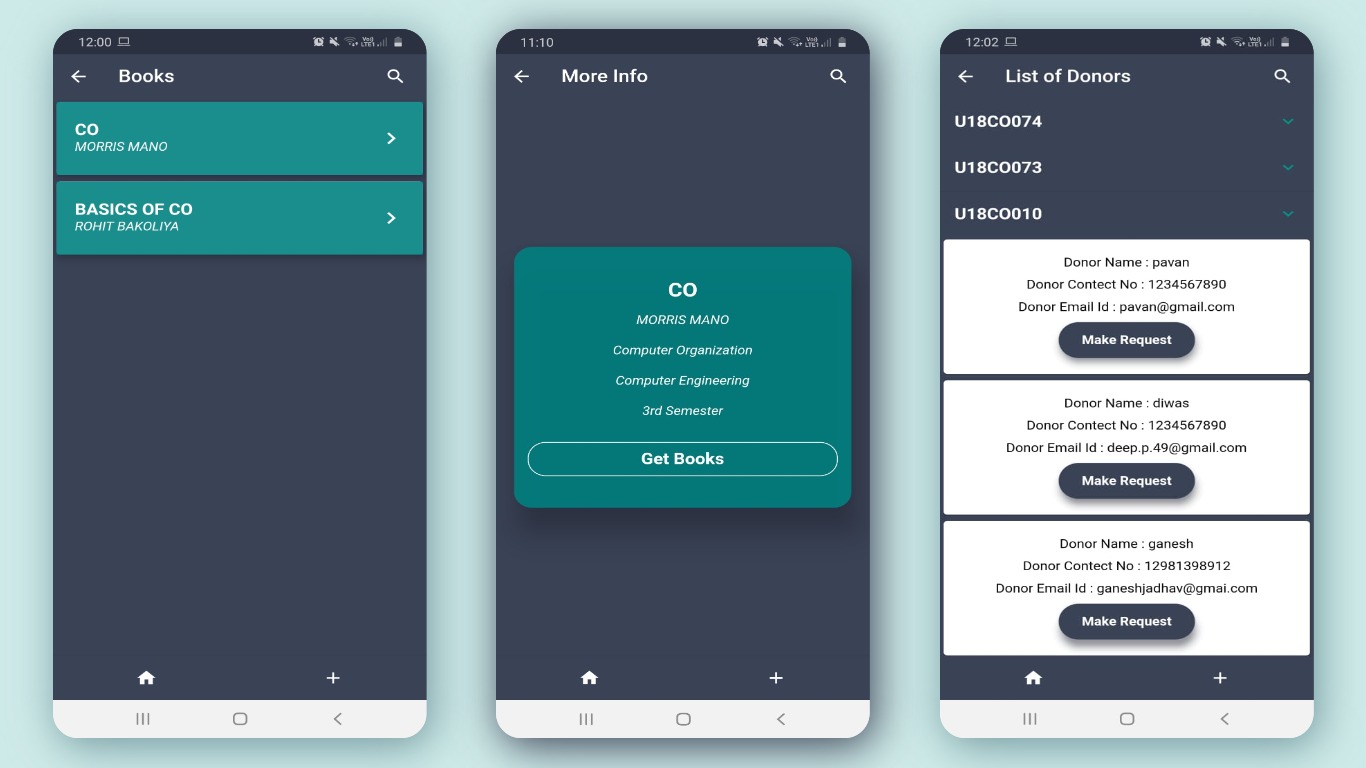 12:00
Books
CO
MORRIS MANO
BASICS OF CO
ROHIT BAKOLIYA
11:10
More Info
CO
MORRIS MANO
Computer Organization
Computer Engineering
3rd Semester
Get Books
12:02
List of Donors
U18CO074
U18CO073
U18CO010
Donor Name : pavan
Donor Contect No : 1234567890
Donor Email Id : pavan@gmail.com
Make Request
Donor Name : diwas
Donor Contect No : 1234567890
Donor Email Id : deep.p.49@gmail.com
Make Request
Donor Name : ganesh
Donor Contect No : 12981398912
Donor Email Id : ganeshjadhav@gmai.com
Make Request